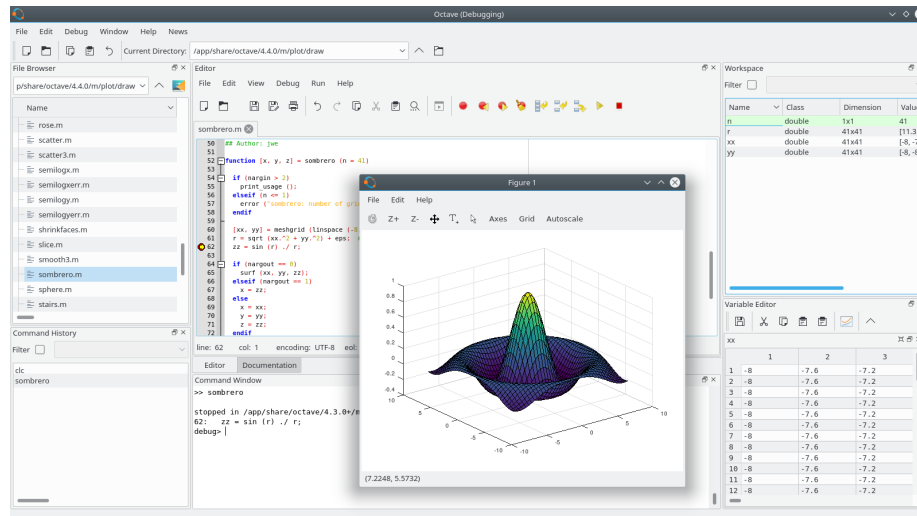 Octave (Debugging)
File Edit Debug Window Help News
Current Directory: /app/share/octave/4.4.0/m/plot/draw
File Browser
p/share/octave/4.4.0/m/plot/draw
Name
rose.m
scatter.m
scatter3.m
semilogx.m
semilogxerr.m
semilogy.m
semilogyerr.m
shrinkfaces.m
slice.m
smooth3.m
sombrero.m
sphere.m
stairs.m
Command History
Filter
clc
sombrero
Editor
File Edit View Debug Run Help
sombrero.m
50 ## Author: jwe
51
52 function [x, y, z] = sombrero (n = 41)
53
54 if (nargin > 2)
55 print_usage ();
56 elseif (n <= 1)
57 error ("sombrero: number of gri
58 endif
59
60 [xx, yy] = meshgrid (linspace (-8,
61 r = sqrt (xx.^2 + yy.^2) + eps;
62 zz = sin (r) ./ r;
63
64 if (nargout == 0)
65 surf (xx, yy, zz);
66 elseif (nargout == 1)
67 x = zz;
68 else
69 x = xx;
70 y = yy;
71 z = zz;
72 endif
line: 62 col: 1 encoding: UTF-8 eol:
Editor Documentation
Command Window
>> sombrero
stopped in /app/share/octave/4.3.0+/m
62: zz = sin (r) ./ r;
debug>
Figure 1
File Edit Help
Z+ Z- Axes Grid Autoscale
1
0.8
0.6
0.4
0.2
0
-0.2
-0.4
10
5
0
-5
-10
-10
-5
0
5
10
(7.2248, 5.5732)
Workspace
Filter
Name Class Dimension Value
n double 1x1 41
r double 41x41 [11.3
xx double 41x41 [-8, -7
yy double 41x41 [-8, -8
Variable Editor
xx
1 2 3
1 -8 -7.6 -7.2
2 -8 -7.6 -7.2
3 -8 -7.6 -7.2
4 -8 -7.6 -7.2
5 -8 -7.6 -7.2
6 -8 -7.6 -7.2
7 -8 -7.6 -7.2
8 -8 -7.6 -7.2
9 -8 -7.6 -7.2
10 -8 -7.6 -7.2
11 -8 -7.6 -7.2
12 -8 -7.6 -7.2